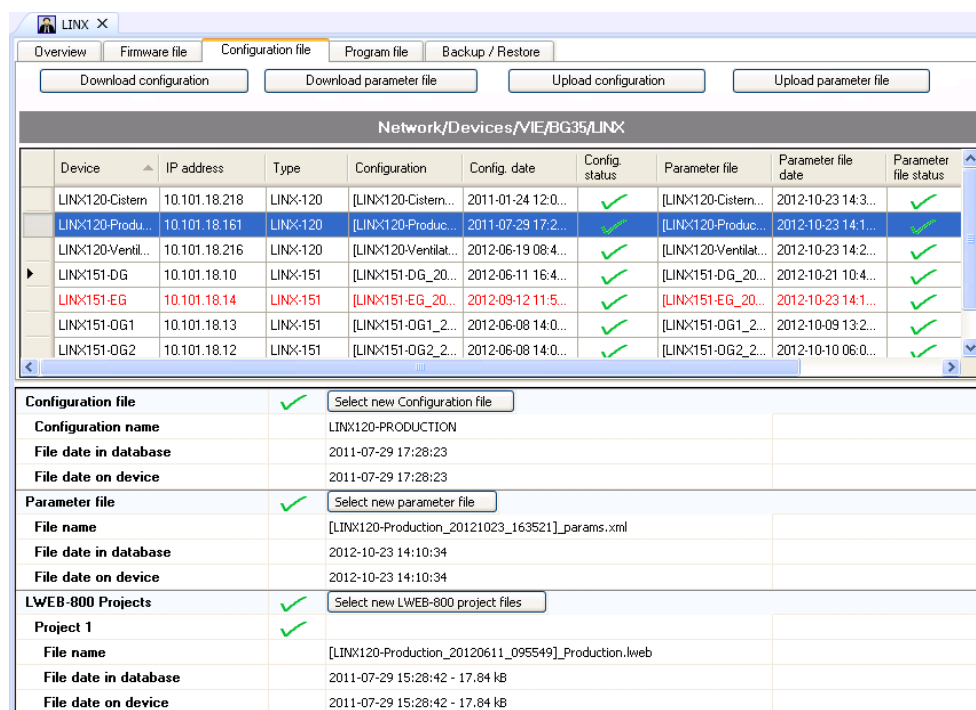 LINX
Overview Firmware file Configuration file Program file Backup / Restore
Download configuration Download parameter file Upload configuration Upload parameter file
Network/Devices/VIE/BG35/LINX
Device IP address Type Configuration Config. date Config. status Parameter file Parameter file date Parameter file status
LINX120-Cistern 10.101.18.218 LINX-120 [LINX120-Cistern... 2011-01-24 12:0... [LINX120-Cistern... 2012-10-23 14:3...
LINX120-Produ... 10.101.18.161 LINX-120 [LINX120-Produc... 2011-07-29 17:2... [LINX120-Produc... 2012-10-23 14:1...
LINX120-Ventil... 10.101.18.216 LINX-120 [LINX120-Ventilat... 2012-06-19 08:4... [LINX120-Ventilat... 2012-10-23 14:2...
LINX151-DG 10.101.18.10 LINX-151 [LINX151-DG_20... 2012-06-11 16:4... [LINX151-DG_20... 2012-10-21 10:4...
LINX151-EG 10.101.18.14 LINX-151 [LINX151-EG_20... 2012-09-12 11:5... [LINX151-EG_20... 2012-10-23 14:1...
LINX151-OG1 10.101.18.13 LINX-151 [LINX151-OG1_2... 2012-06-08 14:0... [LINX151-OG1_2... 2012-10-09 13:2...
LINX151-OG2 10.101.18.12 LINX-151 [LINX151-OG2_2... 2012-06-08 14:0... [LINX151-OG2_2... 2012-10-10 06:0...
Configuration file Select new Configuration file
Configuration name LINX120-PRODUCTION
File date in database 2011-07-29 17:28:23
File date on device 2011-07-29 17:28:23
Parameter file Select new parameter file
File name [LINX120-Production_20121023_163521]_params.xml
File date in database 2012-10-23 14:10:34
File date on device 2012-10-23 14:10:34
LWEB-800 Projects Select new LWEB-800 project files
Project 1
File name [LINX120-Production_20120611_095549]_Production.lweb
File date in database 2011-07-29 15:28:42 - 17.84 kB
File date on device 2011-07-29 15:28:42 - 17.84 kB